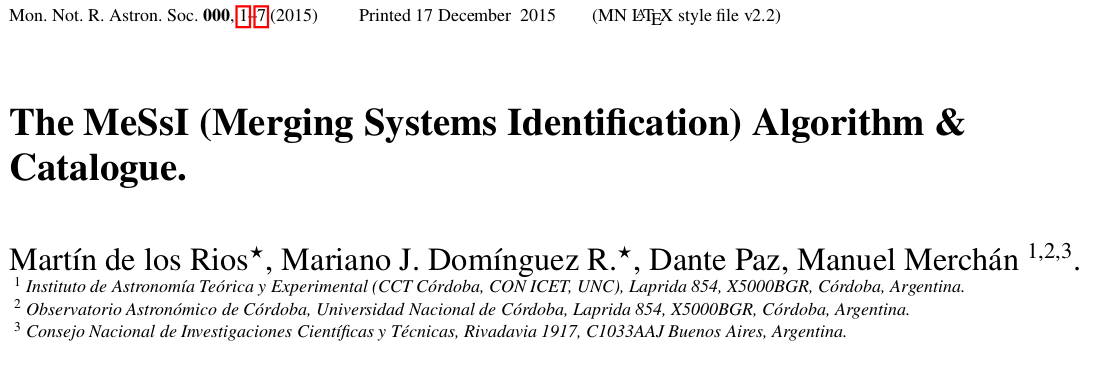 Mon. Not. R. Astron. Soc. 000, 1–7 (2015) Printed 17 December 2015 (MN LATEX style file v2.2)
The MeSsI (Merging Systems Identification) Algorithm &
Catalogue.
Martín de los Rios★, Mariano J. Domínguez R.★, Dante Paz, Manuel Merchán 1,2,3.
1 Instituto de Astronomía Teórica y Experimental (CCT Córdoba, CONICET, UNC), Laprida 854, X5000BGR, Córdoba, Argentina.
2 Observatorio Astronómico de Córdoba, Universidad Nacional de Córdoba, Laprida 854, X5000BGR, Córdoba, Argentina.
3 Consejo Nacional de Investigaciones Científicas y Técnicas, Rivadavia 1917, C1033AAJ Buenos Aires, Argentina.